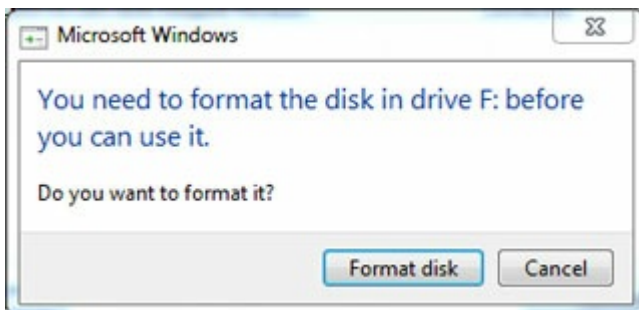 Microsoft Windows
You need to format the disk in drive F: before
you can use it.
Do you want to format it?
Format disk Cancel